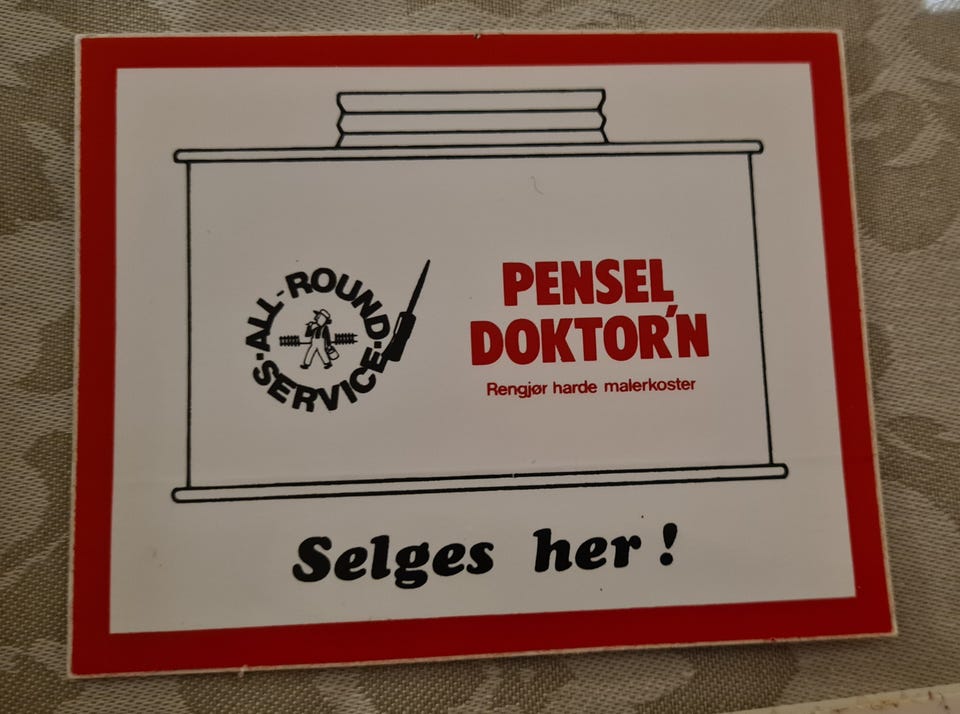 ALL-ROUND
-SERVICE-
PENSEL
DOKTOR'N
Rengjør harde malerkoster
Selges her!